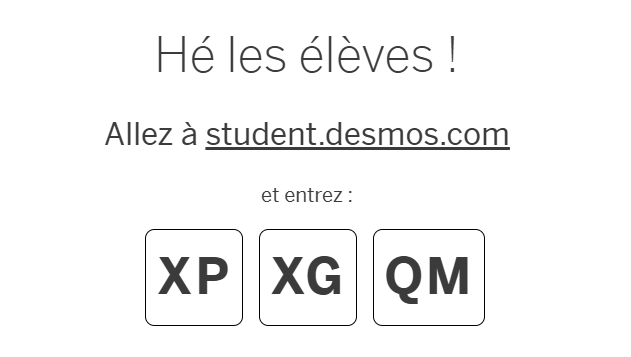 Hé les élèves !
Allez à student.desmos.com
et entrez :
XP XG QM